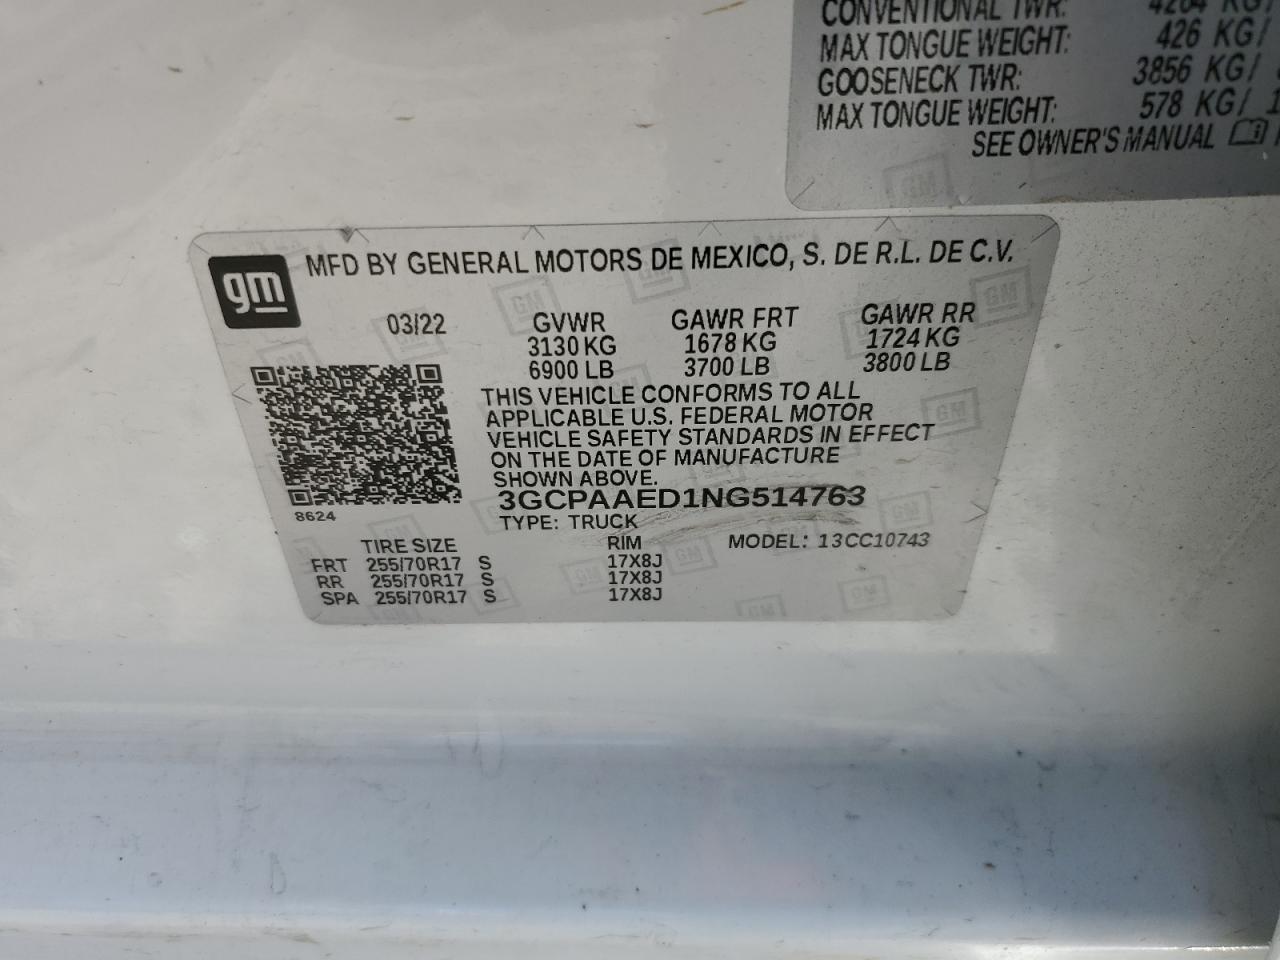 CONVENTIONAL TWR: 4264 KG/
MAX TONGUE WEIGHT: 426 KG/
GOOSENECK TWR: 3856 KG/
MAX TONGUE WEIGHT: 578 KG/ 1
SEE OWNER'S MANUAL
gm
MFD BY GENERAL MOTORS DE MEXICO, S. DE R.L. DE C.V.
03/22 GVWR GAWR FRT GAWR RR
3130 KG 1678 KG 1724 KG
6900 LB 3700 LB 3800 LB
THIS VEHICLE CONFORMS TO ALL
APPLICABLE U.S. FEDERAL MOTOR
VEHICLE SAFETY STANDARDS IN EFFECT
ON THE DATE OF MANUFACTURE
SHOWN ABOVE.
3GCPAAED1NG514763
8624
TYPE: TRUCK
TIRE SIZE RIM MODEL: 13CC10743
FRT 255/70R17 S 17X8J
RR 255/70R17 S 17X8J
SPA 255/70R17 S 17X8J